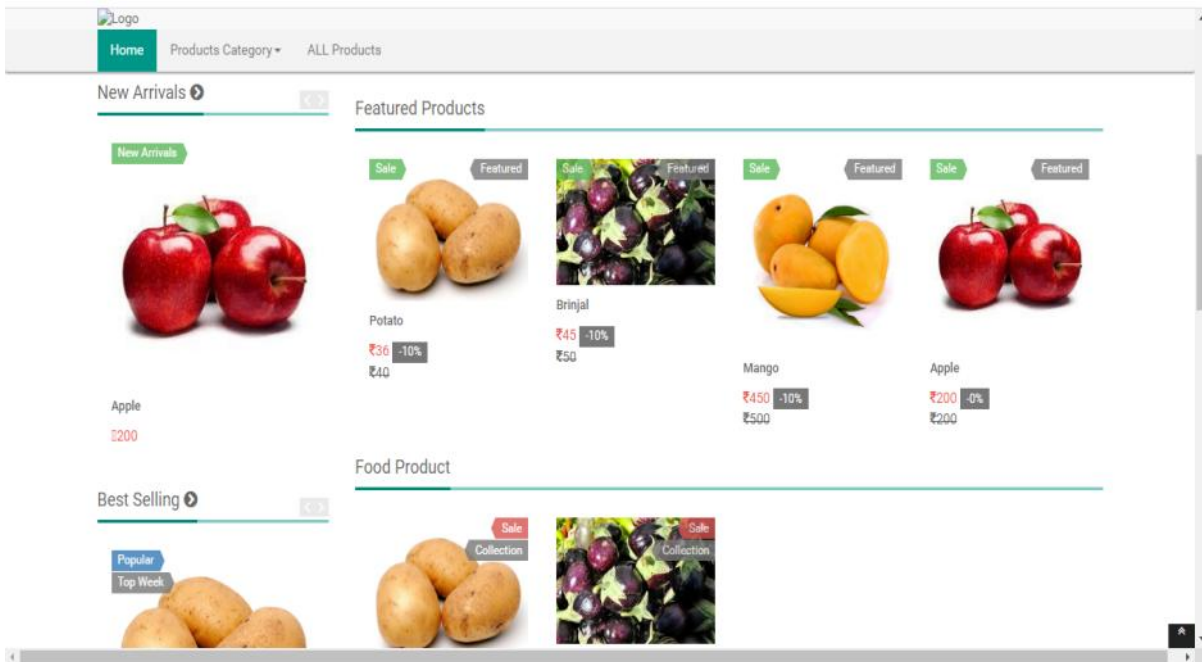 Logo
Home Products Category ALL Products
New Arrivals
New Arrivals
Apple
▯200
Best Selling
Popular
Top Week
Featured Products
Sale Featured
Potato
₹36 -10%
₹40
Sale Featured
Brinjal
₹45 -10%
₹50
Sale Featured
Mango
₹450 -10%
₹500
Sale Featured
Apple
₹200 -0%
₹200
Food Product
Sale
Collection
Sale
Collection